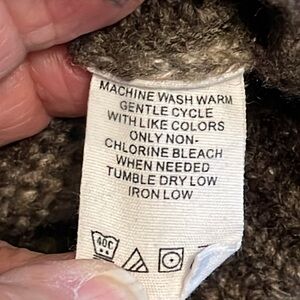 MACHINE WASH WARM
GENTLE CYCLE
WITH LIKE COLORS
ONLY NON-
CHLORINE BLEACH
WHEN NEEDED
TUMBLE DRY LOW
IRON LOW
40C